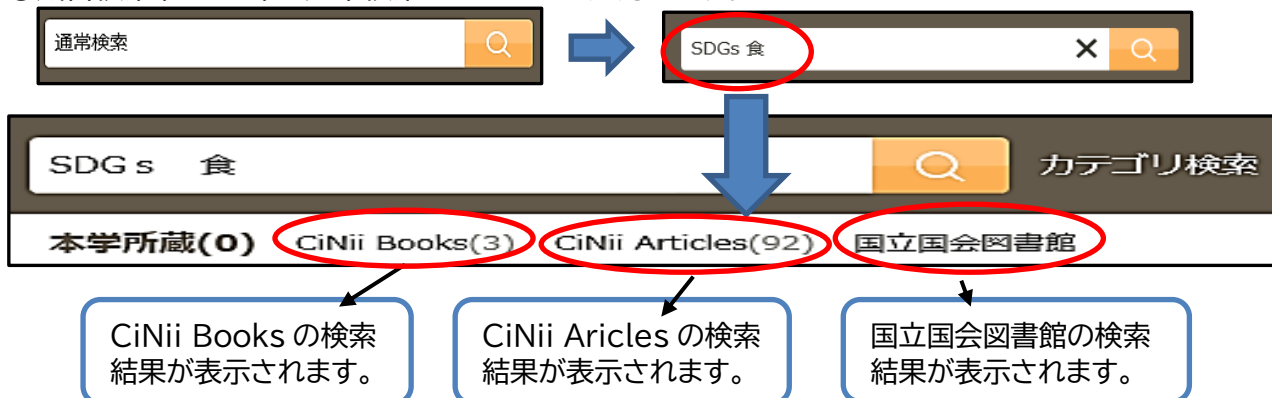 通常検索
SDGs 食
SDGs 食 カテゴリ検索
本学所蔵(0) CiNii Books(3) CiNii Articles(92) 国立国会図書館
CiNii Books の検索
結果が表示されます。
CiNii Aricles の検索
結果が表示されます。
国立国会図書館の検索
結果が表示されます。